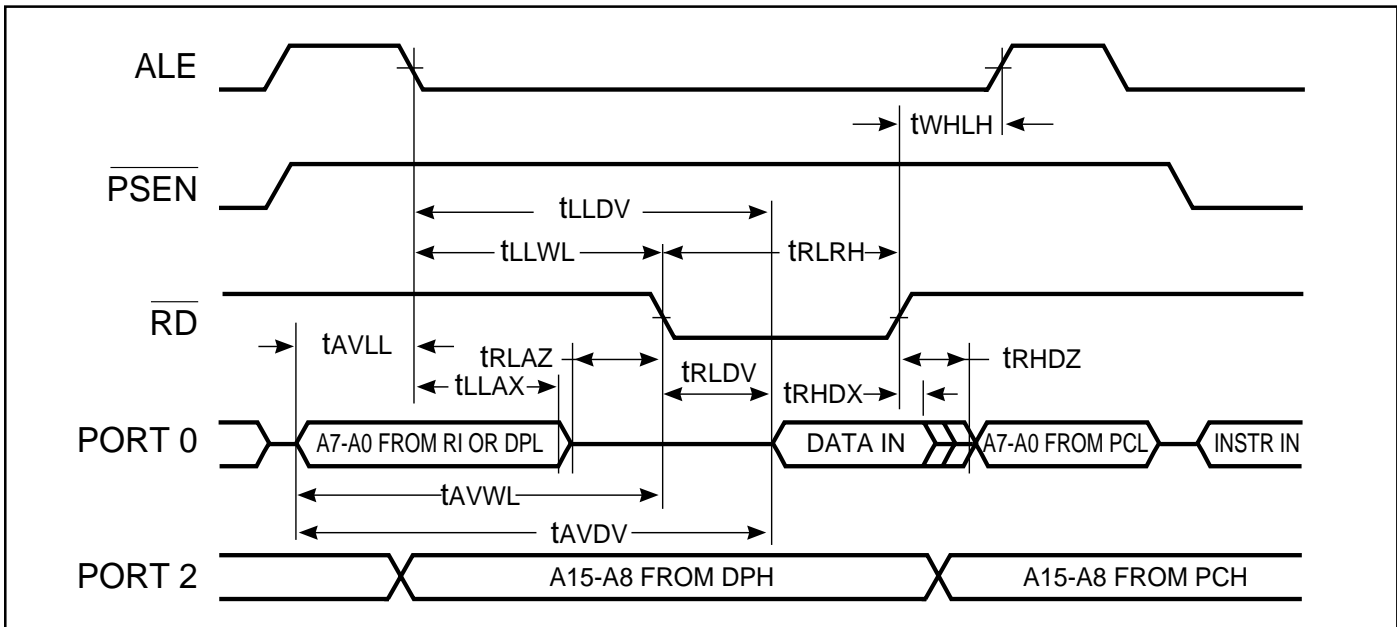 ALE
tWHLH
PSEN
tLLDV
tLLWL
tRLRH
RD
tAVLL
tRLAZ
tRLDV
tRHDZ
tLLAX
tRHDX
PORT 0
A7-A0 FROM RI OR DPL
DATA IN
A7-A0 FROM PCL
INSTR IN
tAVWL
tAVDV
PORT 2
A15-A8 FROM DPH
A15-A8 FROM PCH